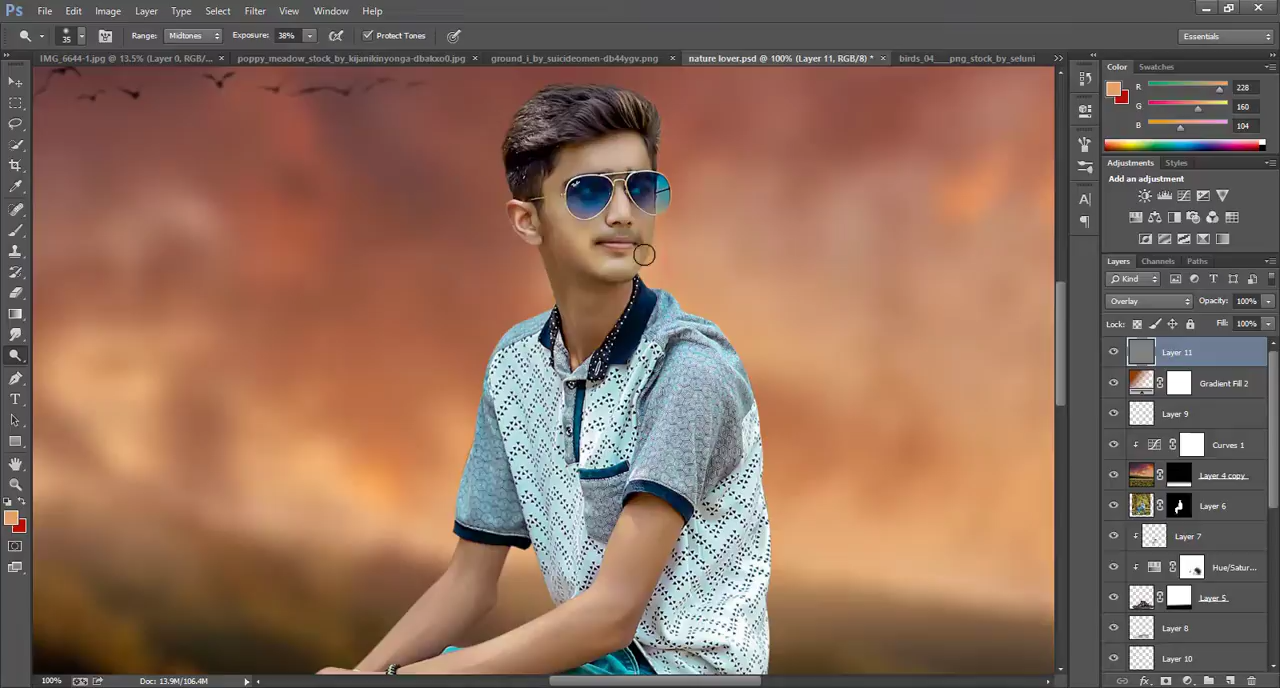 Ps File Edit Image Layer Type Select Filter View Window Help
35 Range: Midtones Exposure: 38% Protect Tones Essentials
IMG_6644-1.jpg @ 13.5% (Layer 0, RGB/8) * × poppy_meadow_stock_by_kijanikinyonga-dbalxx0.jpg × ground_i_by_suicideomen-db44ygv.png × nature lover.psd @ 100% (Layer 11, RGB/8) * × birds_04___png_stock_by_seluni
Color Swatches
R 228
G 160
B 104
Adjustments Styles
Add an adjustment
Layers Channels Paths
Kind
Overlay Opacity: 100%
Lock: Fill: 100%
Layer 11
Gradient Fill 2
Layer 9
Curves 1
Layer 4 copy
Layer 6
Layer 7
Hue/Satur...
Layer 5
Layer 8
Layer 10
100% Doc: 13.9M/106.4M